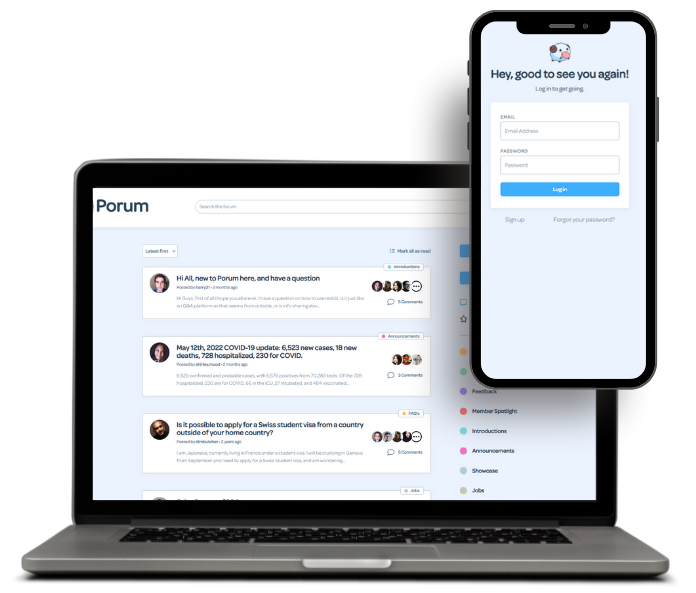 Porum
Search the forum
Latest first
Mark all as read
Introductions
Hi All, new to Porum here, and have a question
Posted by harry21 • 3 months ago
Hi Guys, first of all I hope you all are ok. I have a question on how to use reddit. Is it just like
an Q&A platform as that seems from outside, or is info sharing also...
5 Comments
Announcements
May 12th, 2022 COVID-19 update: 6,523 new cases, 18 new
deaths, 728 hospitalized, 230 for COVID.
Posted by • 3 months ago
6,523 confirmed and probable cases, with 5,570 positives from 70,280 tests. Of the 728
hospitalized, 230 are for COVID, 66 in the ICU, 27 intubated, and 484 vaccinated...
3 Comments
FAQs
Is it possible to apply for a Swiss student visa from a country
outside of your home country?
Posted by • 2 years ago
I am Japanese, currently living in France under a student visa. I will be studying in Geneva
from September and need to apply for a Swiss student visa, and am wondering...
5 Comments
Jobs
Feedback
Member Spotlight
Introductions
Announcements
Showcase
Jobs
Hey, good to see you again!
Log in to get going.
EMAIL
Email Address
PASSWORD
Password
Log in
Sign up
Forgot your password?